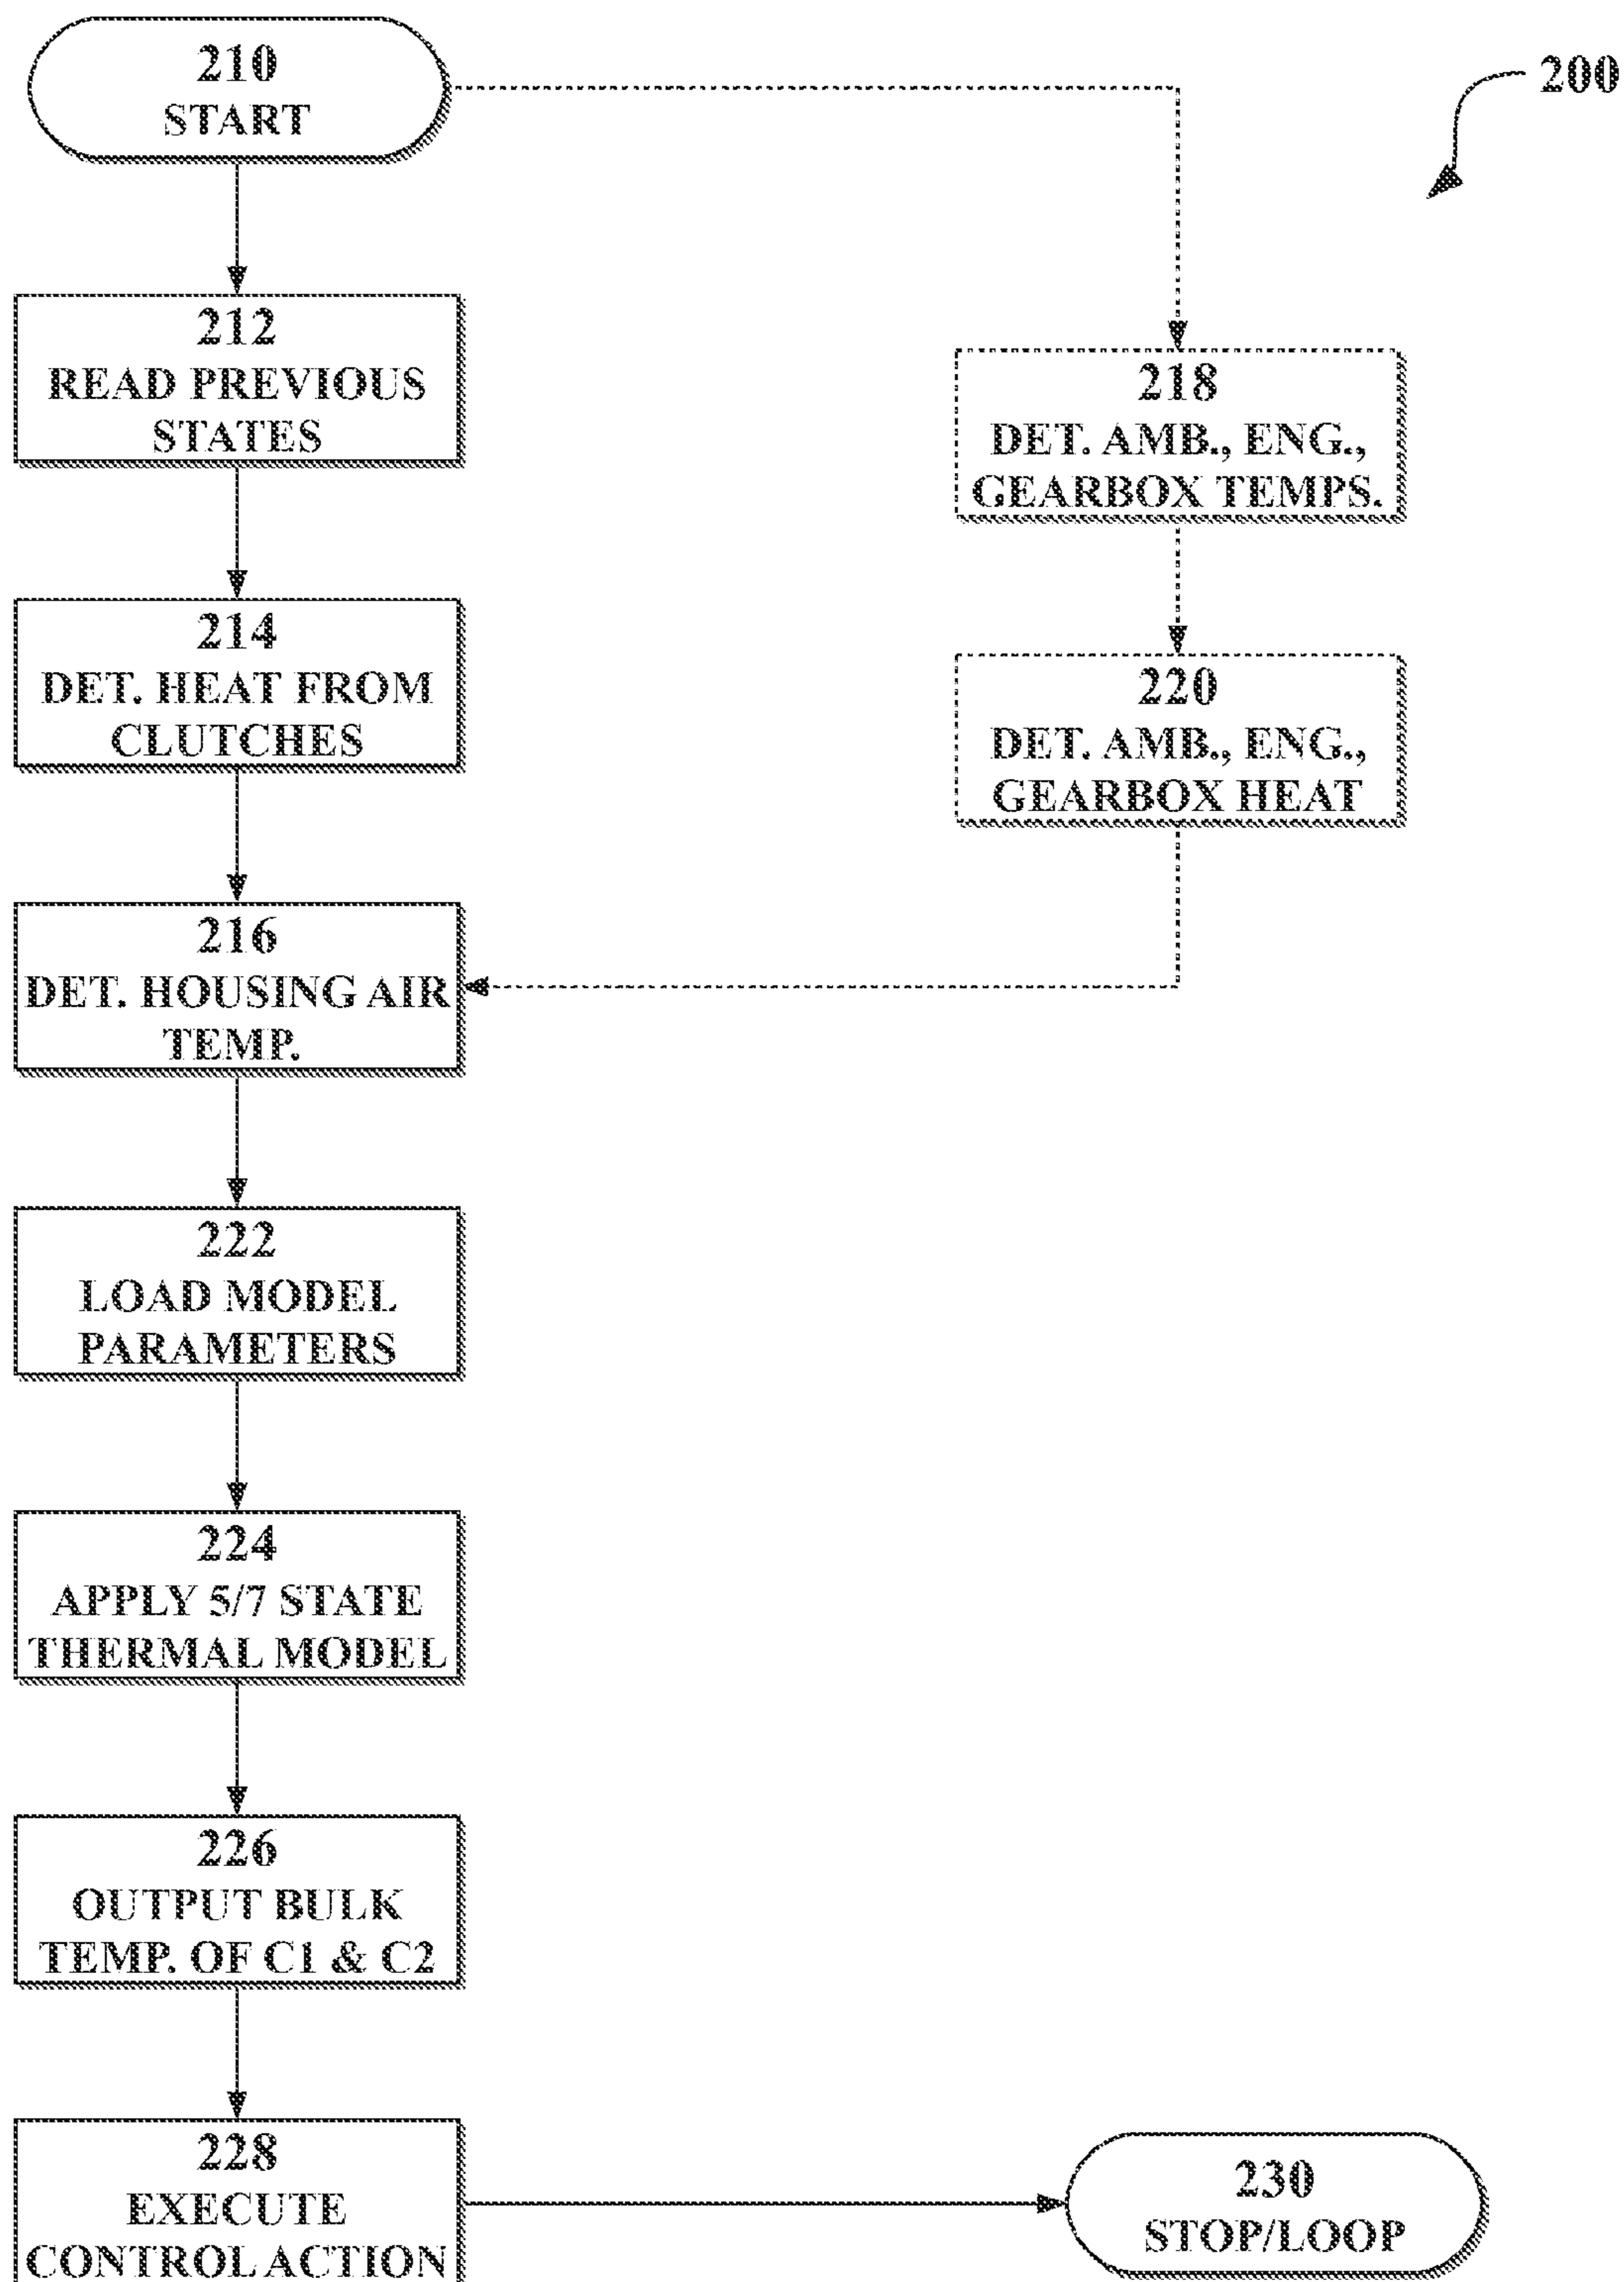 210
START
200
212
READ PREVIOUS
STATES
218
DET. AMB., ENG.,
GEARBOX TEMPS.
214
DET. HEAT FROM
CLUTCHES
220
DET. AMB., ENG.,
GEARBOX HEAT
216
DET. HOUSING AIR
TEMP.
222
LOAD MODEL
PARAMETERS
224
APPLY 5/7 STATE
THERMAL MODEL
226
OUTPUT BULK
TEMP. OF C1 & C2
228
EXECUTE
CONTROL ACTION
230
STOP/LOOP